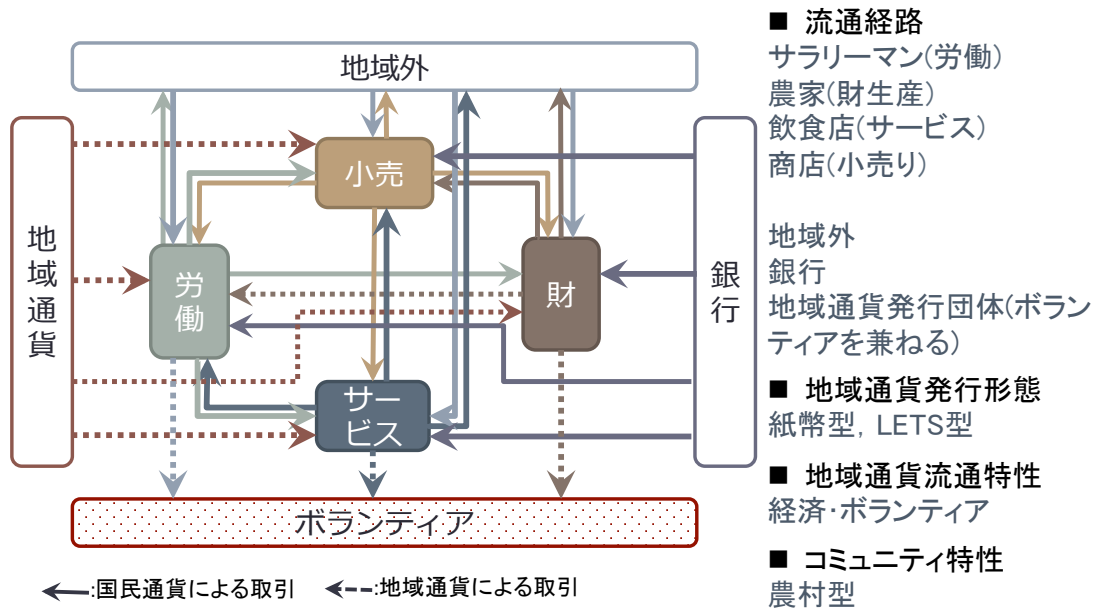 地域外
地域通貨
小売
労働
財
サー
ビス
銀行
ボランティア
:国民通貨による取引
:地域通貨による取引
■ 流通経路
サラリーマン(労働)
農家(財生産)
飲食店(サービス)
商店(小売り)
地域外
銀行
地域通貨発行団体(ボラン
ティアを兼ねる)
■ 地域通貨発行形態
紙幣型, LETS型
■ 地域通貨流通特性
経済・ボランティア
■ コミュニティ特性
農村型